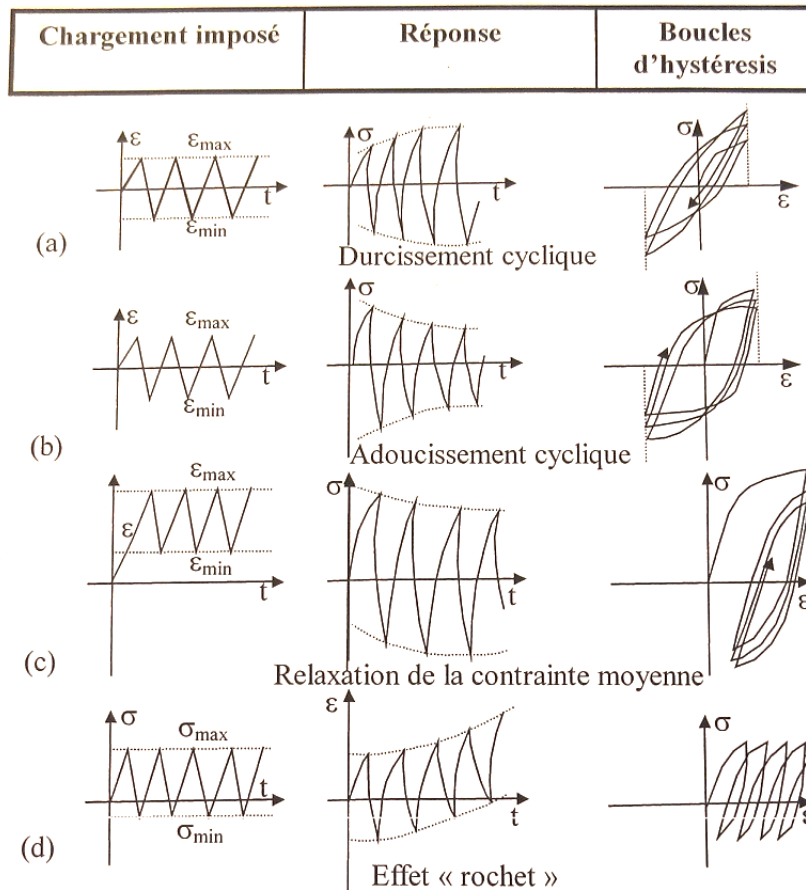 Chargement imposé
Réponse
Boucles d'hystéresis
(a)
ε
εmax
t
εmin
σ
t
σ
ε
Durcissement cyclique
(b)
ε
εmax
t
εmin
σ
t
σ
ε
Adoucissement cyclique
(c)
εmax
ε
εmin
t
σ
t
σ
ε
Relaxation de la contrainte moyenne
(d)
σ
σmax
t
σmin
ε
t
σ
ε
Effet « rochet »